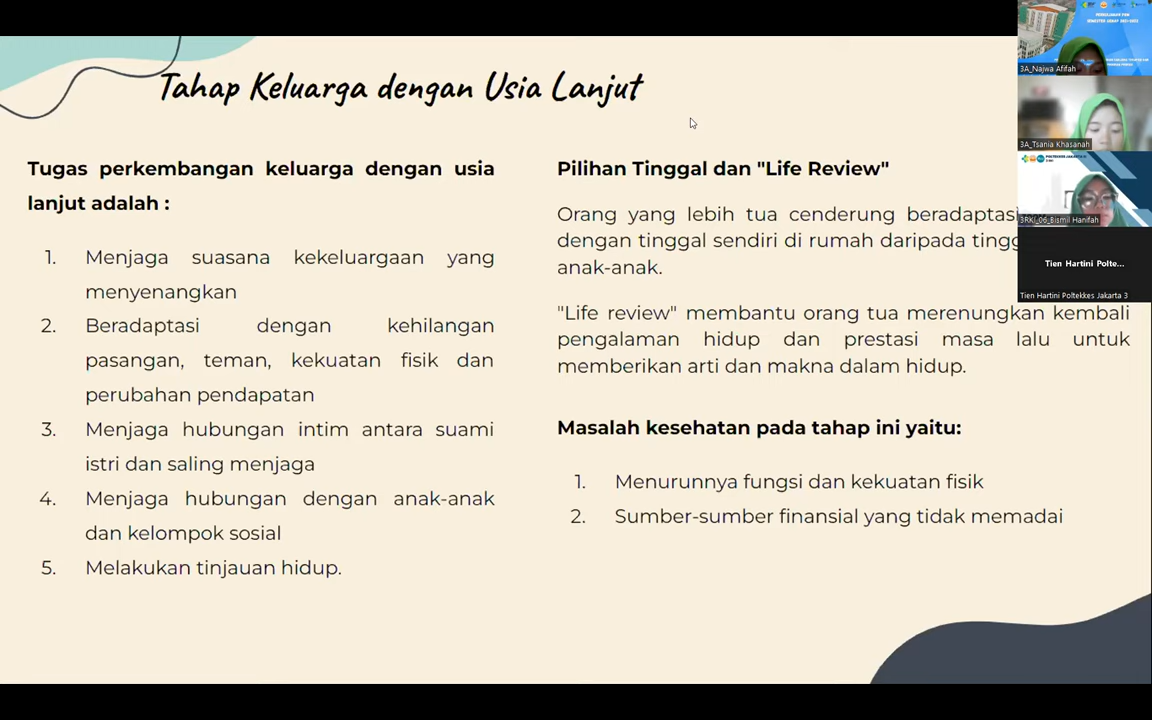 Tahap Keluarga dengan Usia Lanjut
Tugas perkembangan keluarga dengan usia
lanjut adalah :
1. Menjaga suasana kekeluargaan yang
menyenangkan
2. Beradaptasi dengan kehilangan
pasangan, teman, kekuatan fisik dan
perubahan pendapatan
3. Menjaga hubungan intim antara suami
istri dan saling menjaga
4. Menjaga hubungan dengan anak-anak
dan kelompok sosial
5. Melakukan tinjauan hidup.
Pilihan Tinggal dan "Life Review"
Orang yang lebih tua cenderung beradaptasi
dengan tinggal sendiri di rumah daripada
anak-anak.
"Life review" membantu orang tua merenungkan kembali
pengalaman hidup dan prestasi masa lalu untuk
memberikan arti dan makna dalam hidup.
Masalah kesehatan pada tahap ini yaitu:
1. Menurunnya fungsi dan kekuatan fisik
2. Sumber-sumber finansial yang tidak memadai
3A_Najwa Afifah
3A_Tsania Khasanah
3RKI_06_Bismil Hanifah
Tien Hartini Polte...
Tien Hartini Poltekkes Jakarta 3